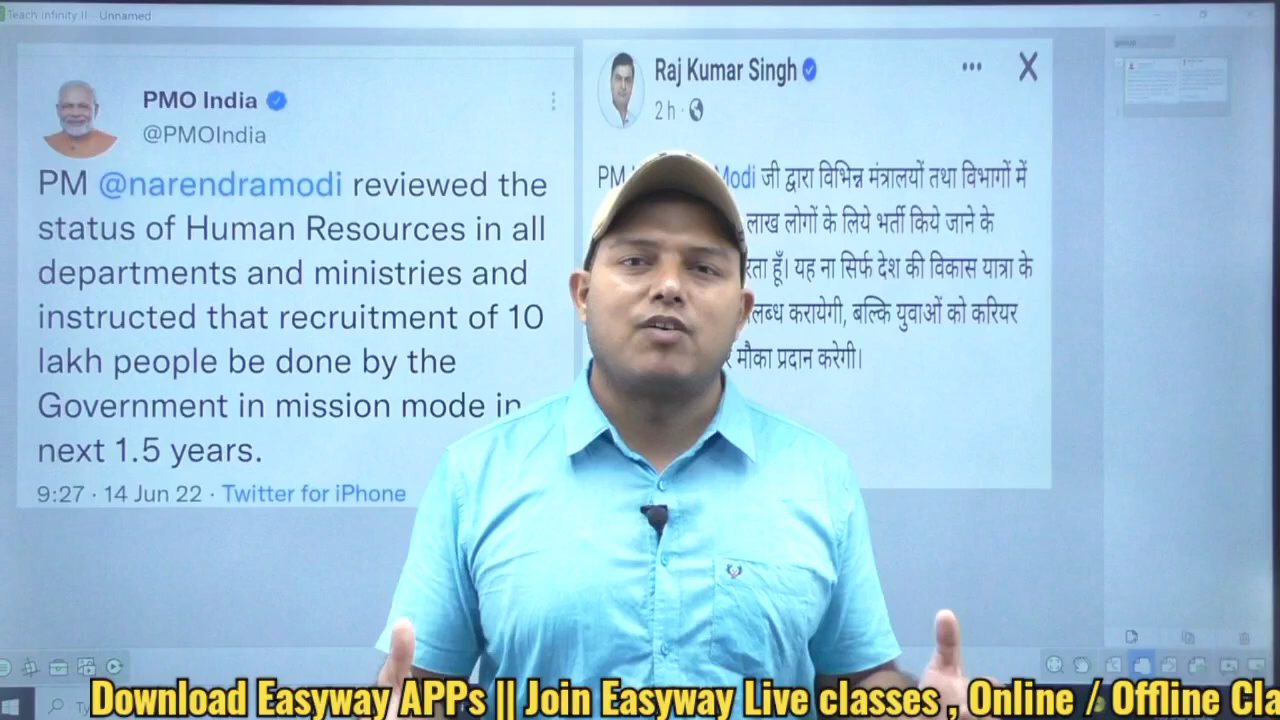 Teach Infinity II - Unnamed
PMO India
@PMOIndia
PM @narendramodi reviewed the
status of Human Resources in all
departments and ministries and
instructed that recruitment of 10
lakh people be done by the
Government in mission mode in
next 1.5 years.
9:27 · 14 Jun 22 · Twitter for iPhone
Raj Kumar Singh
2 h ·
PM Modi जी द्वारा विभिन्न मंत्रालयों तथा विभागों में
लाख लोगों के लिये भर्ती किये जाने के
हूँ। यह ना सिर्फ देश की विकास यात्रा के
करायेगी, बल्कि युवाओं को करियर
मौका प्रदान करेगी।
Download Easyway APPs || Join Easyway Live classes , Online / Offline Cla